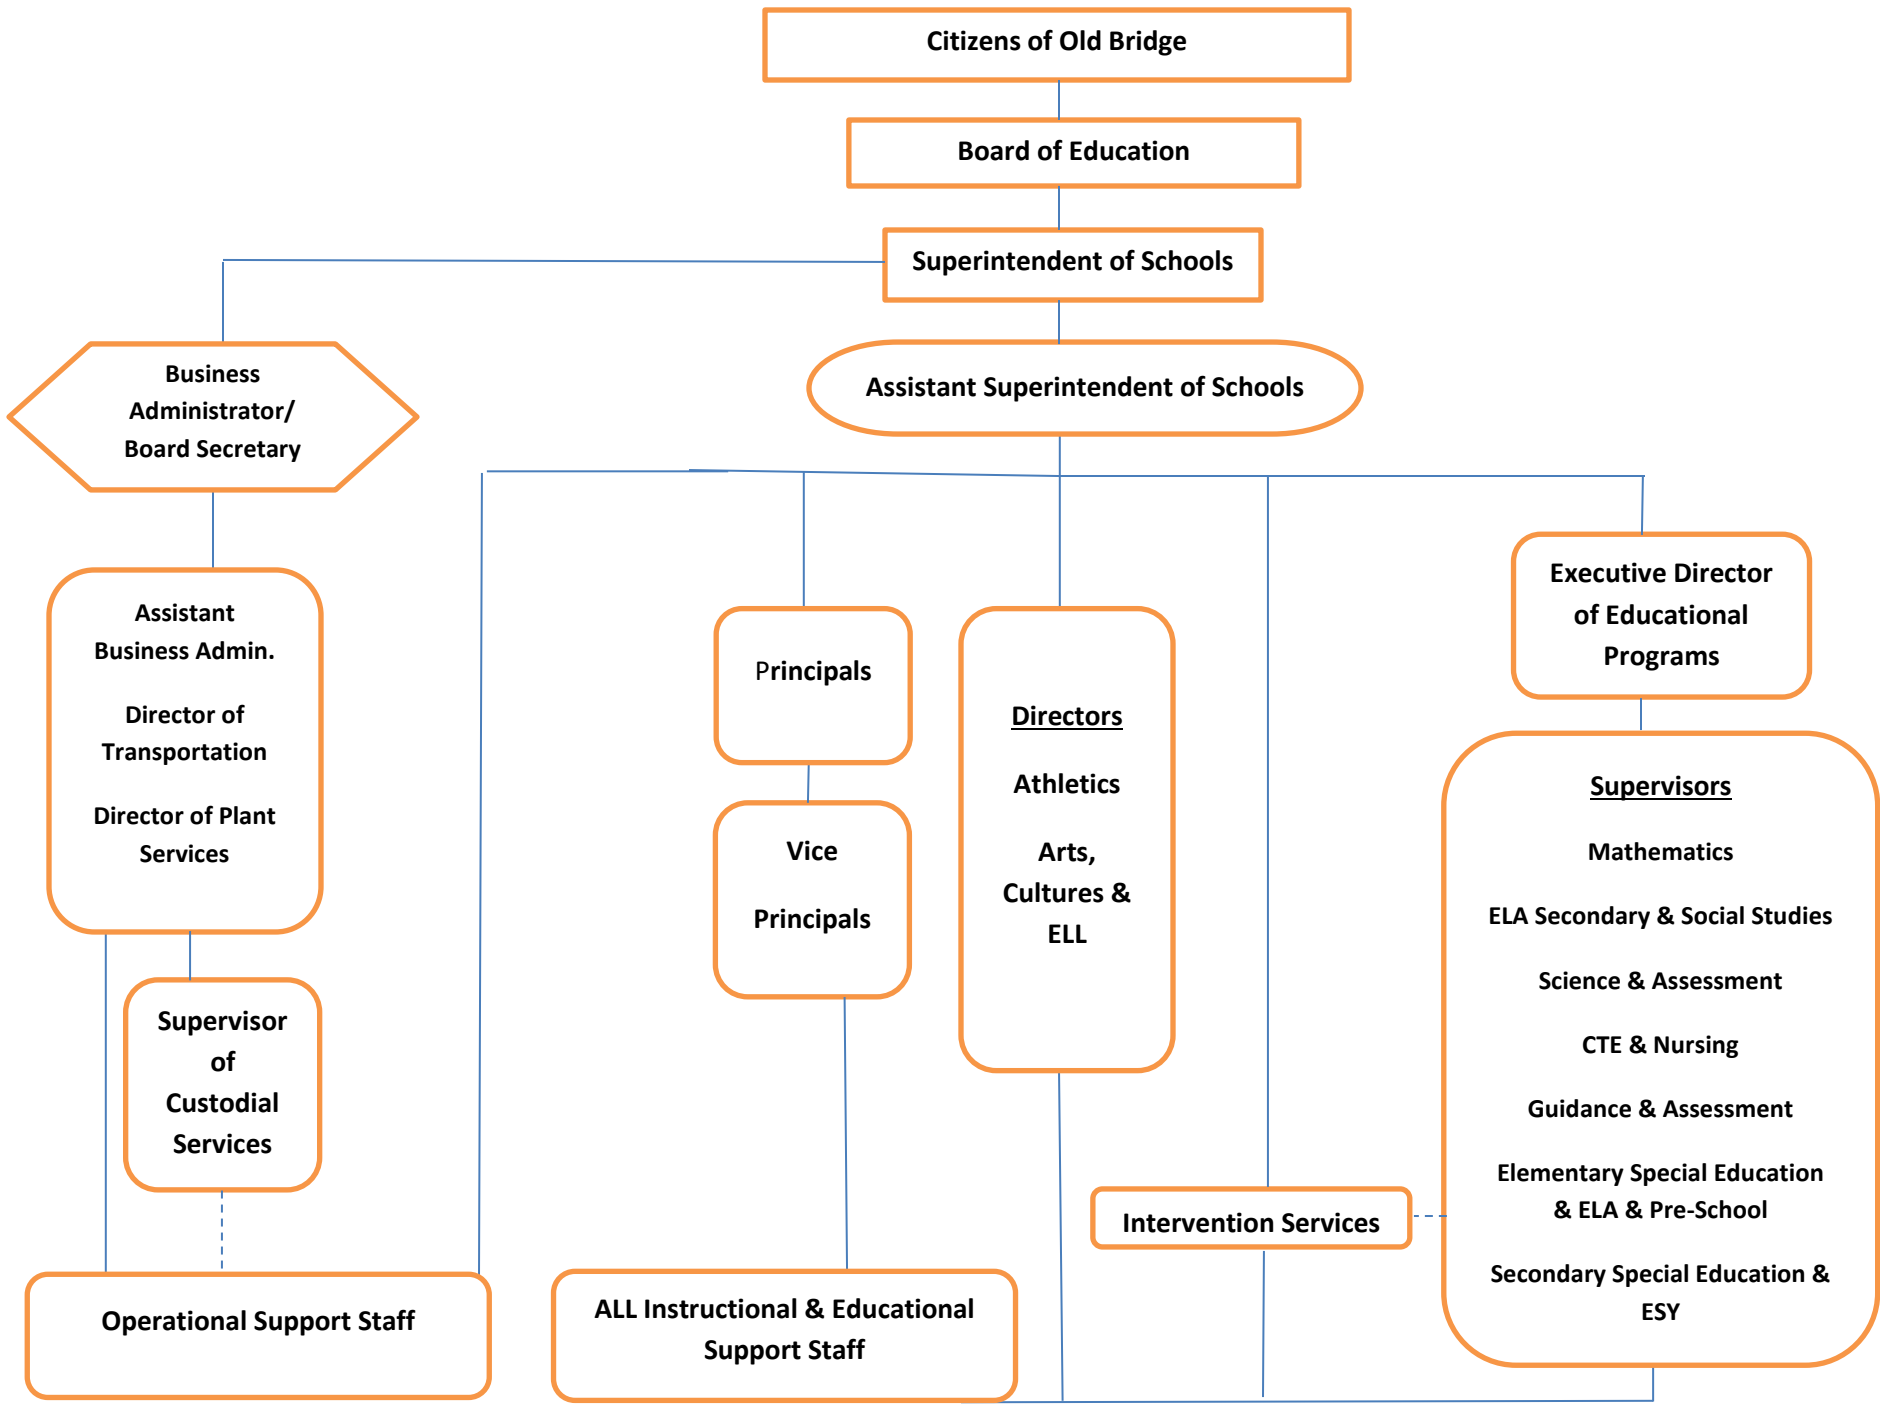 Citizens of Old Bridge
Board of Education
Superintendent of Schools
Business
Administrator/
Board Secretary
Assistant Superintendent of Schools
Assistant
Business Admin.
Director of
Transportation
Director of Plant
Services
Supervisor
of
Custodial
Services
Operational Support Staff
Principals
Vice
Principals
ALL Instructional & Educational
Support Staff
Directors
Athletics
Arts,
Cultures &
ELL
Intervention Services
Executive Director
of Educational
Programs
Supervisors
Mathematics
ELA Secondary & Social Studies
Science & Assessment
CTE & Nursing
Guidance & Assessment
Elementary Special Education
& ELA & Pre-School
Secondary Special Education &
ESY